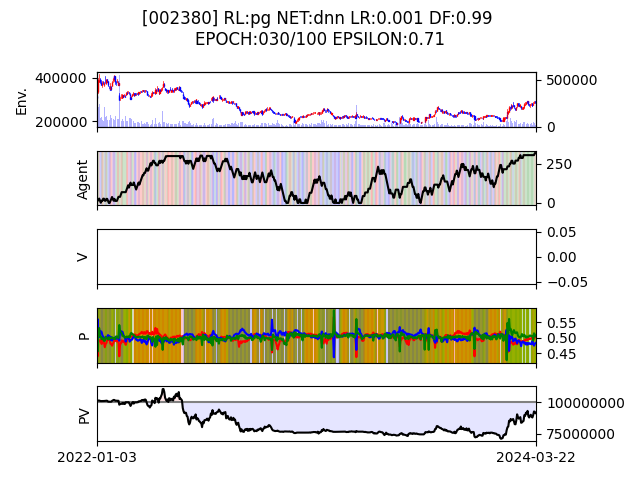 [002380] RL:pg NET:dnn LR:0.001 DF:0.99
EPOCH:030/100 EPSILON:0.71
Env.
400000
200000
500000
0
Agent
250
0
V
0.05
0.00
−0.05
P
0.55
0.50
0.45
PV
100000000
75000000
2022-01-03
2024-03-22